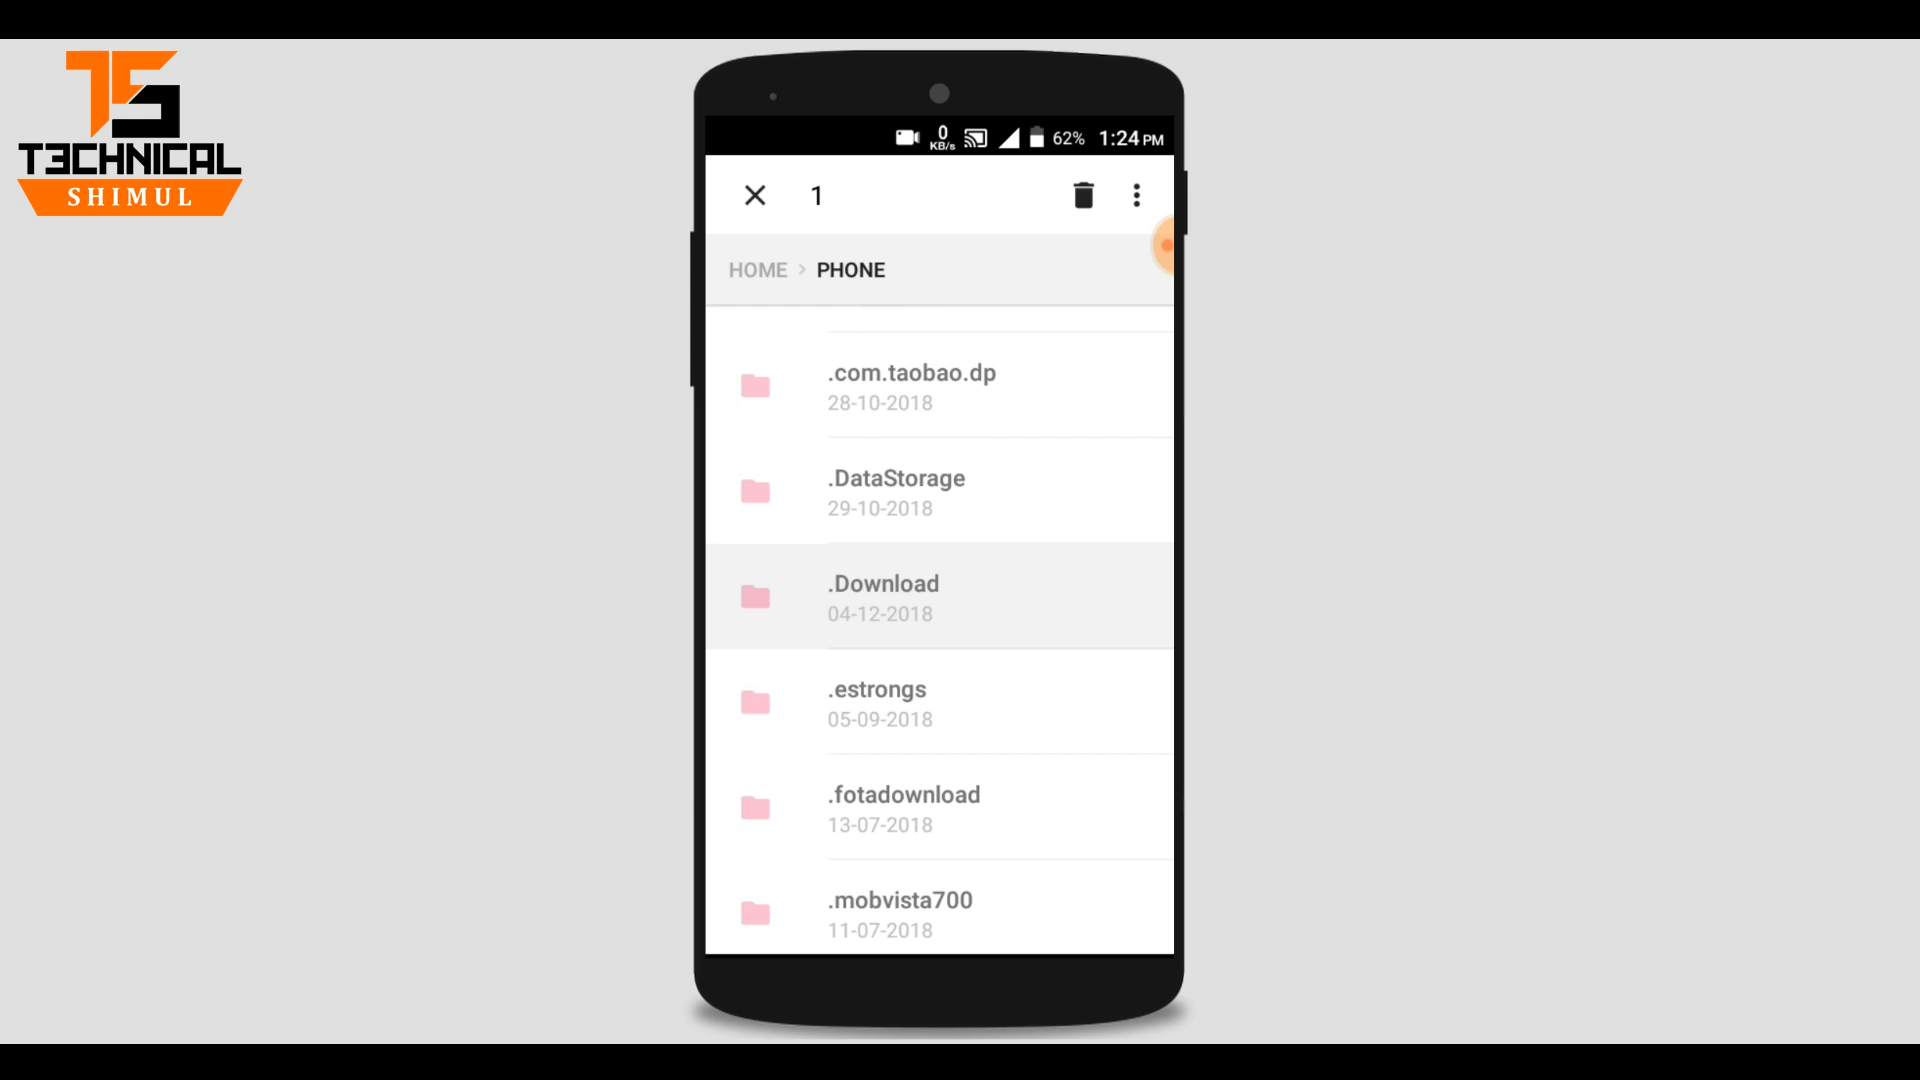 T3CHNICAL
SHIMUL
0
KB/s
62%
1:24 PM
1
HOME > PHONE
.com.taobao.dp
28-10-2018
.DataStorage
29-10-2018
.Download
04-12-2018
.estrongs
05-09-2018
.fotadownload
13-07-2018
.mobvista700
11-07-2018